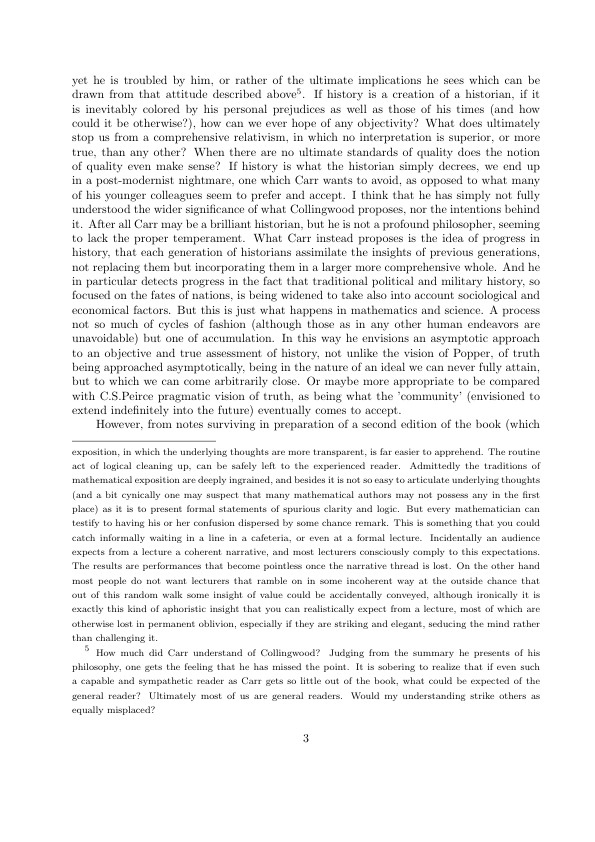 yet he is troubled by him, or rather of the ultimate implications he sees which can be
drawn from that attitude described above5. If history is a creation of a historian, if it
is inevitably colored by his personal prejudices as well as those of his times (and how
could it be otherwise?), how can we ever hope of any objectivity? What does ultimately
stop us from a comprehensive relativism, in which no interpretation is superior, or more
true, than any other? When there are no ultimate standards of quality does the notion
of quality even make sense? If history is what the historian simply decrees, we end up
in a post-modernist nightmare, one which Carr wants to avoid, as opposed to what many
of his younger colleagues seem to prefer and accept. I think that he has simply not fully
understood the wider significance of what Collingwood proposes, nor the intentions behind
it. After all Carr may be a brilliant historian, but he is not a profound philosopher, seeming
to lack the proper temperament. What Carr instead proposes is the idea of progress in
history, that each generation of historians assimilate the insights of previous generations,
not replacing them but incorporating them in a larger more comprehensive whole. And he
in particular detects progress in the fact that traditional political and military history, so
focused on the fates of nations, is being widened to take also into account sociological and
economical factors. But this is just what happens in mathematics and science. A process
not so much of cycles of fashion (although those as in any other human endeavors are
unavoidable) but one of accumulation. In this way he envisions an asymptotic approach
to an objective and true assessment of history, not unlike the vision of Popper, of truth
being approached asymptotically, being in the nature of an ideal we can never fully attain,
but to which we can come arbitrarily close. Or maybe more appropriate to be compared
with C.S.Peirce pragmatic vision of truth, as being what the 'community' (envisioned to
extend indefinitely into the future) eventually comes to accept.
However, from notes surviving in preparation of a second edition of the book (which
exposition, in which the underlying thoughts are more transparent, is far easier to apprehend. The routine
act of logical cleaning up, can be safely left to the experienced reader. Admittedly the traditions of
mathematical exposition are deeply ingrained, and besides it is not so easy to articulate underlying thoughts
(and a bit cynically one may suspect that many mathematical authors may not possess any in the first
place) as it is to present formal statements of spurious clarity and logic. But every mathematician can
testify to having his or her confusion dispersed by some chance remark. This is something that you could
catch informally waiting in a line in a cafeteria, or even at a formal lecture. Incidentally an audience
expects from a lecture a coherent narrative, and most lecturers consciously comply to this expectations.
The results are performances that become pointless once the narrative thread is lost. On the other hand
most people do not want lecturers that ramble on in some incoherent way at the outside chance that
out of this random walk some insight of value could be accidentally conveyed, although ironically it is
exactly this kind of aphoristic insight that you can realistically expect from a lecture, most of which are
otherwise lost in permanent oblivion, especially if they are striking and elegant, seducing the mind rather
than challenging it.
5 How much did Carr understand of Collingwood? Judging from the summary he presents of his
philosophy, one gets the feeling that he has missed the point. It is sobering to realize that if even such
a capable and sympathetic reader as Carr gets so little out of the book, what could be expected of the
general reader? Ultimately most of us are general readers. Would my understanding strike others as
equally misplaced?
3